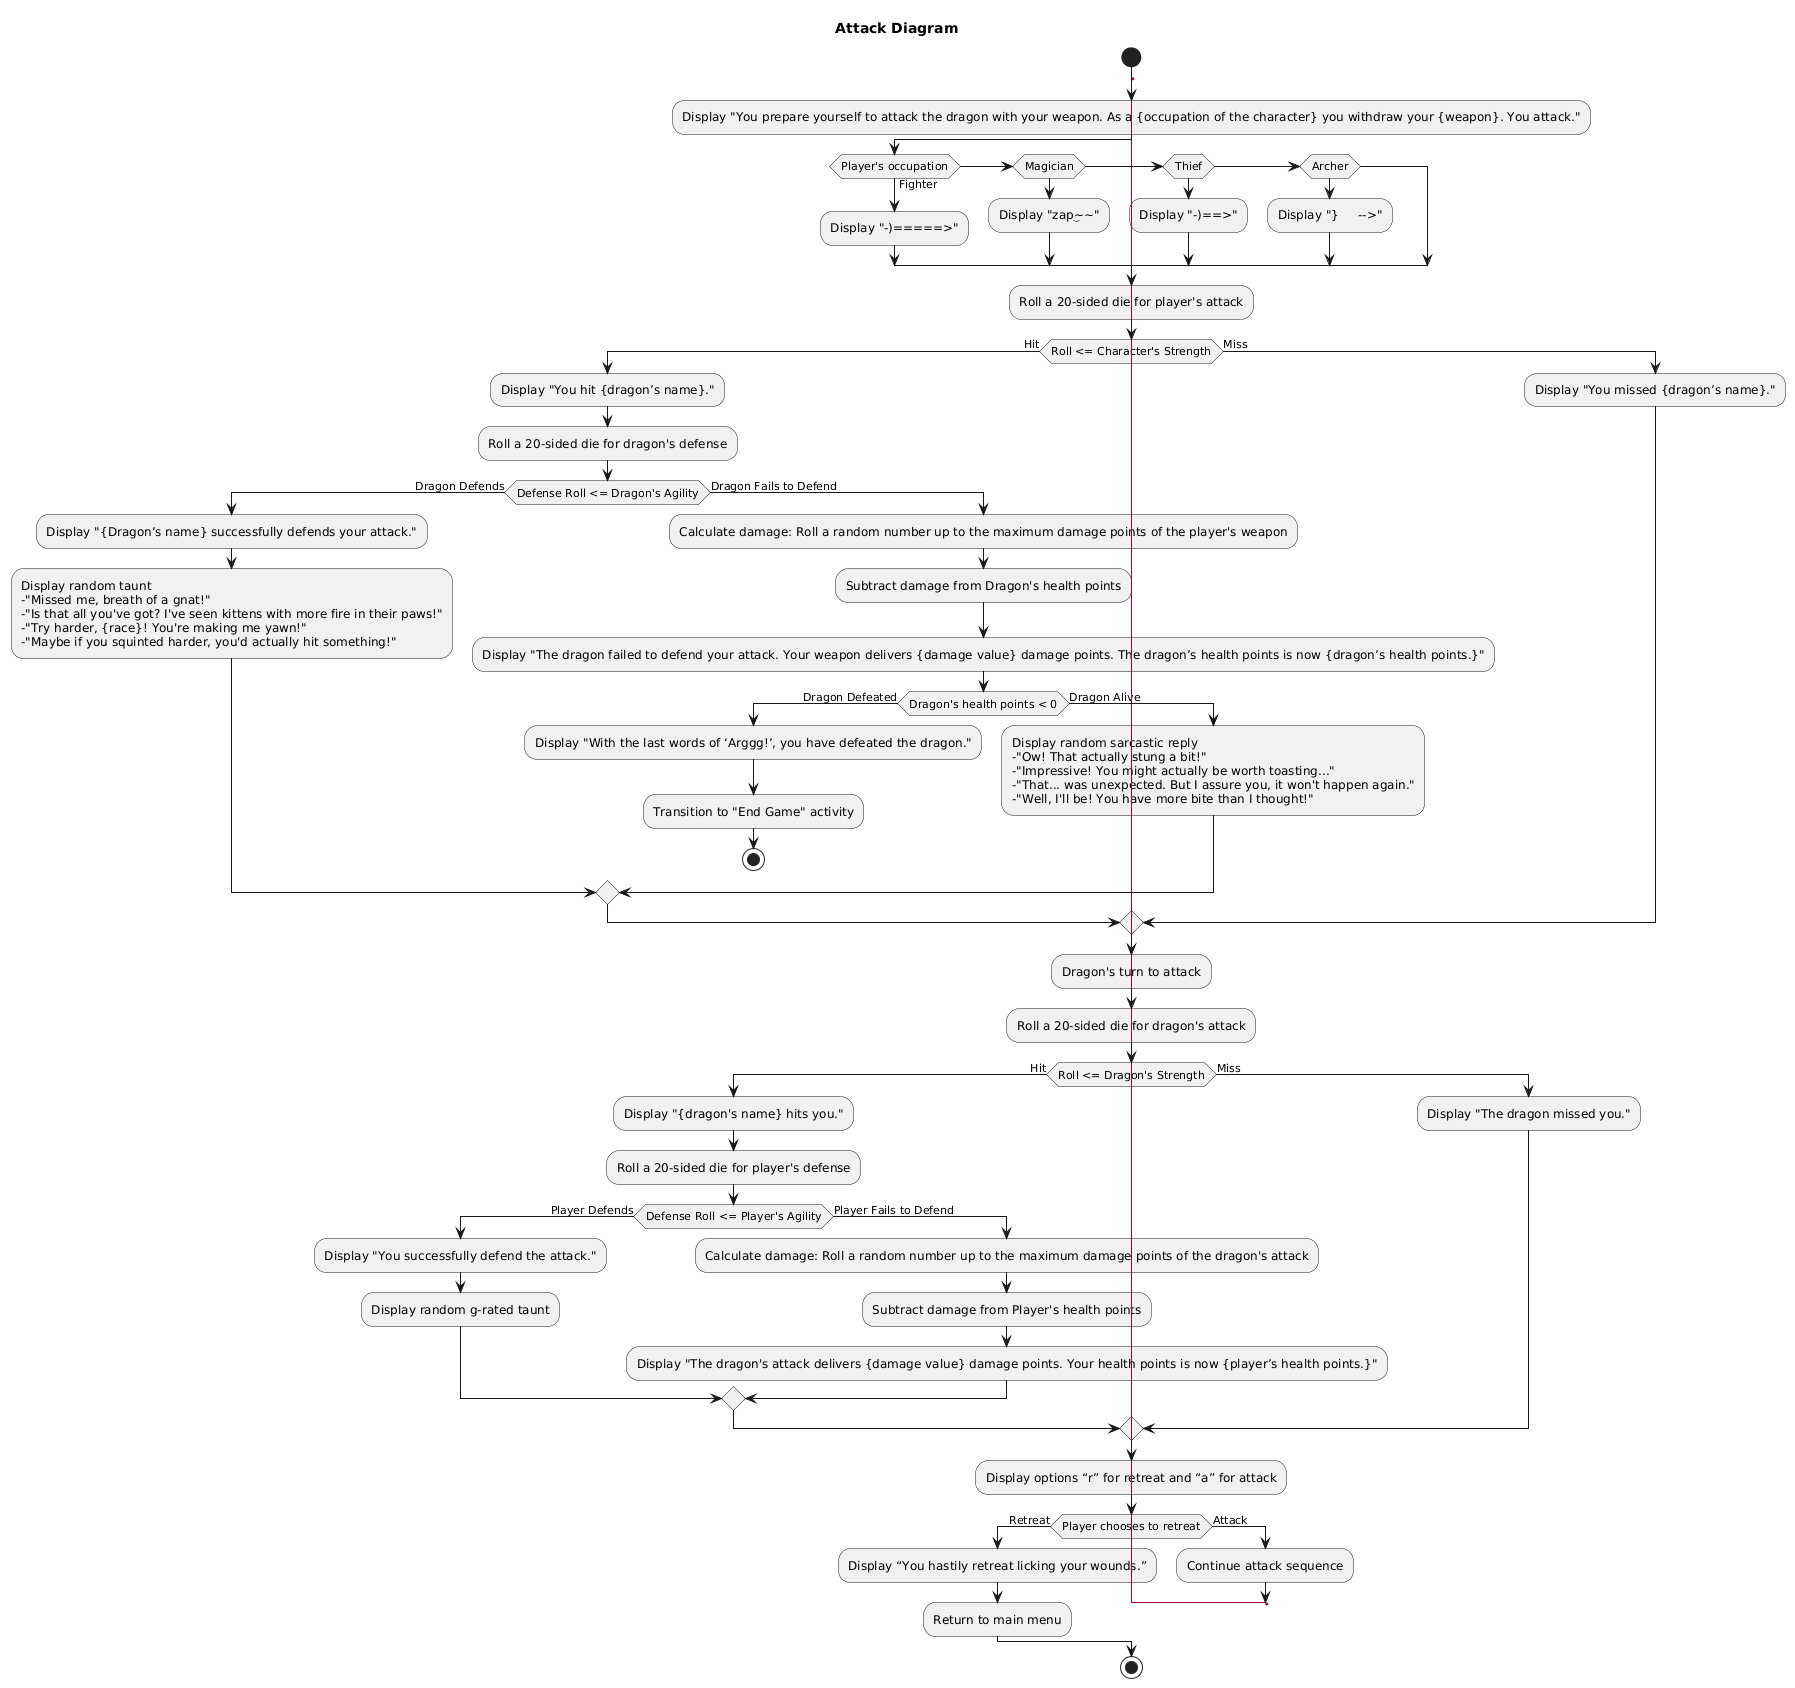 Attack Diagram
Display "You prepare yourself to attack the dragon with your weapon. As a {occupation of the character} you withdraw your {weapon}. You attack."
Player's occupation
Magician
Thief
Archer
Fighter
Display "-)=====>"
Display "zap~~"
Display "-)==>"
Display "}     -->"
Roll a 20-sided die for player's attack
Hit
Roll <= Character's Strength
Miss
Display "You hit {dragon’s name}."
Display "You missed {dragon’s name}."
Roll a 20-sided die for dragon's defense
Dragon Defends
Defense Roll <= Dragon's Agility
Dragon Fails to Defend
Display "{Dragon’s name} successfully defends your attack."
Calculate damage: Roll a random number up to the maximum damage points of the player's weapon
Display random taunt
-"Missed me, breath of a gnat!"
-"Is that all you've got? I've seen kittens with more fire in their paws!"
-"Try harder, {race}! You're making me yawn!"
-"Maybe if you squinted harder, you'd actually hit something!"
Subtract damage from Dragon's health points
Display "The dragon failed to defend your attack. Your weapon delivers {damage value} damage points. The dragon’s health points is now {dragon’s health points.}"
Dragon Defeated
Dragon's health points < 0
Dragon Alive
Display "With the last words of ‘Arggg!’, you have defeated the dragon."
Display random sarcastic reply
-"Ow! That actually stung a bit!"
-"Impressive! You might actually be worth toasting..."
-"That... was unexpected. But I assure you, it won't happen again."
-"Well, I'll be! You have more bite than I thought!"
Transition to "End Game" activity
Dragon's turn to attack
Roll a 20-sided die for dragon's attack
Hit
Roll <= Dragon's Strength
Miss
Display "{dragon's name} hits you."
Display "The dragon missed you."
Roll a 20-sided die for player's defense
Player Defends
Defense Roll <= Player's Agility
Player Fails to Defend
Display "You successfully defend the attack."
Calculate damage: Roll a random number up to the maximum damage points of the dragon's attack
Display random g-rated taunt
Subtract damage from Player's health points
Display "The dragon's attack delivers {damage value} damage points. Your health points is now {player’s health points.}"
Display options “r” for retreat and “a” for attack
Retreat
Player chooses to retreat
Attack
Display “You hastily retreat licking your wounds.”
Continue attack sequence
Return to main menu